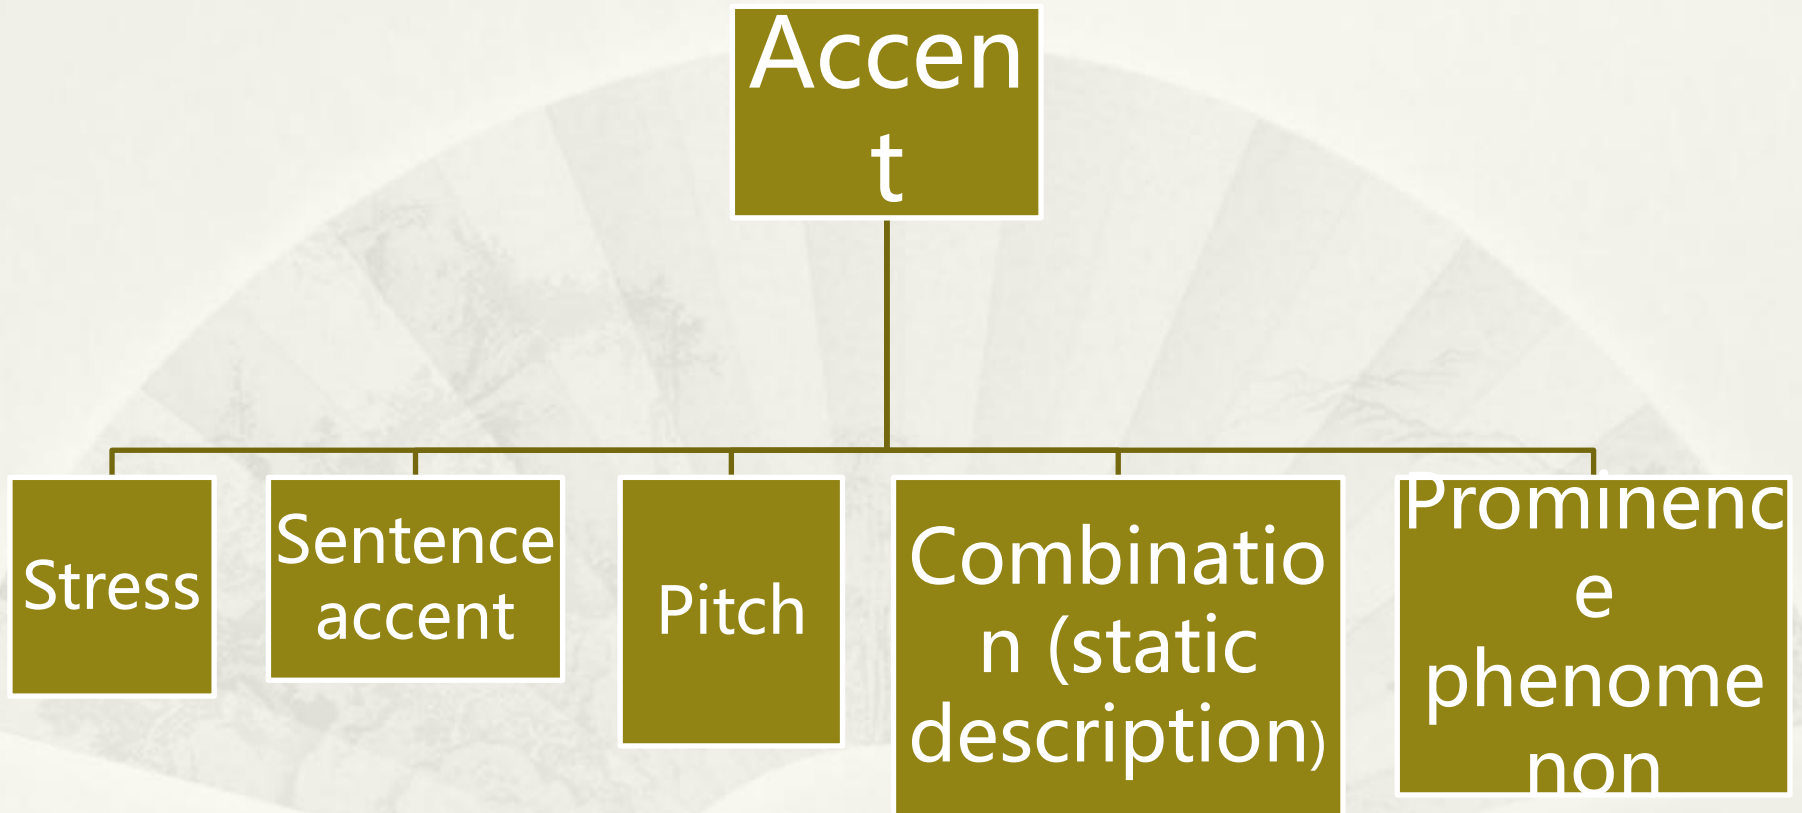 Accen
t
Stress
Sentence
accent
Pitch
Combinatio
n (static
description)
Prominenc
e
phenome
non